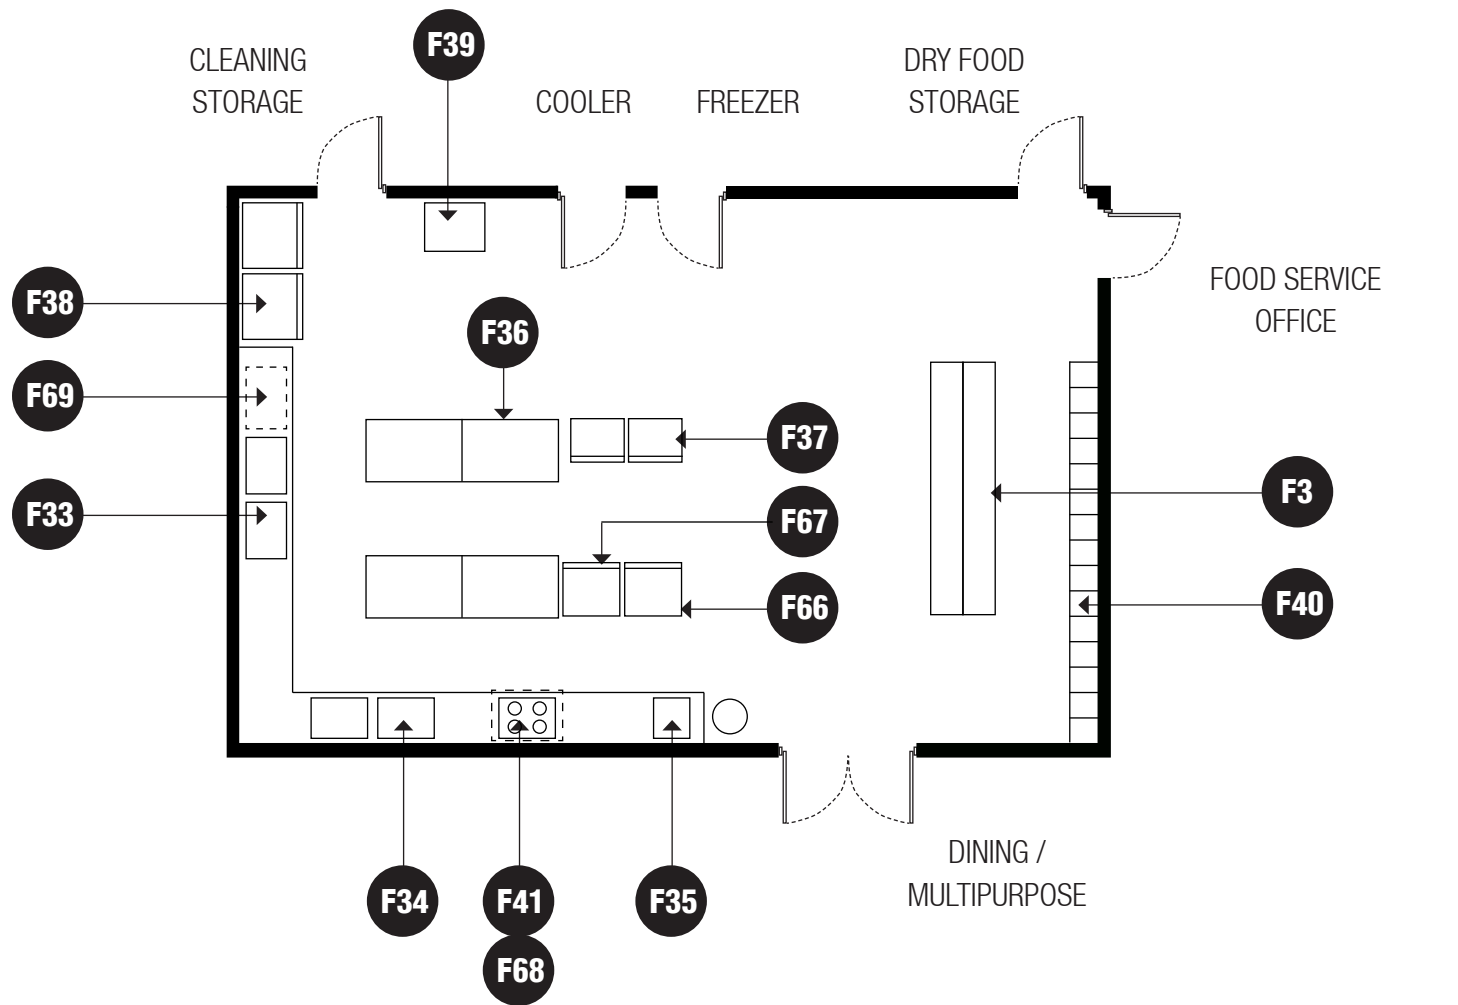 F39
CLEANING
STORAGE
COOLER
FREEZER
DRY FOOD
STORAGE
FOOD SERVICE
OFFICE
F38
F36
F69
F37
F33
F67
F3
F66
F40
DINING /
MULTIPURPOSE
F34
F41
F35
F68